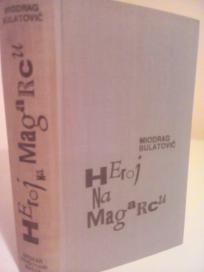 MIODRAG
BULATOVIĆ
HEroj
Na
MagaRcu
MIODRAG
BULATOVIĆ
HEroj na MagaRcu